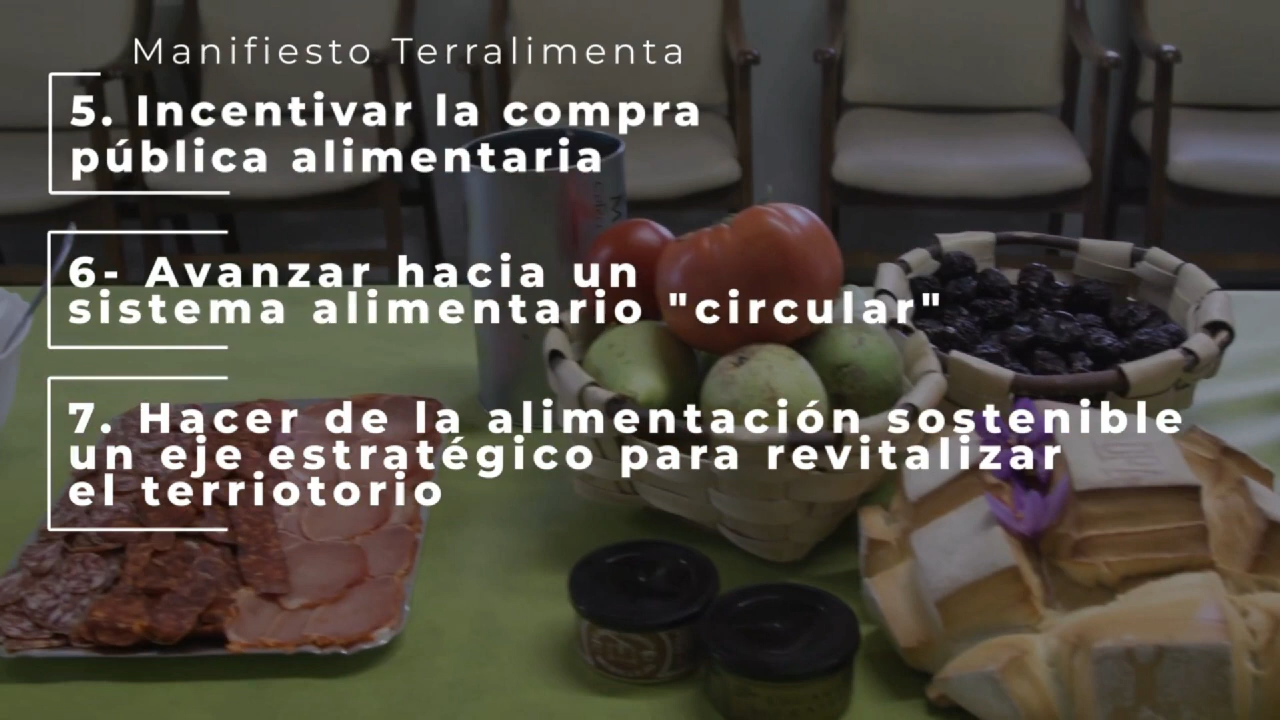 Manifiesto Terralimenta
5. Incentivar la compra
pública alimentaria
6- Avanzar hacia un
sistema alimentario "circular"
7. Hacer de la alimentación sostenible
un eje estratégico para revitalizar
el terriotorio